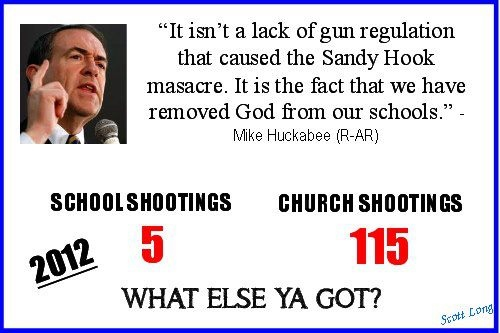 “It isn’t a lack of gun regulation
that caused the Sandy Hook
masacre. It is the fact that we have
removed God from our schools.” -
Mike Huckabee (R-AR)
SCHOOL SHOOTINGS CHURCH SHOOTINGS
5 115
2012
WHAT ELSE YA GOT?
Scott Long